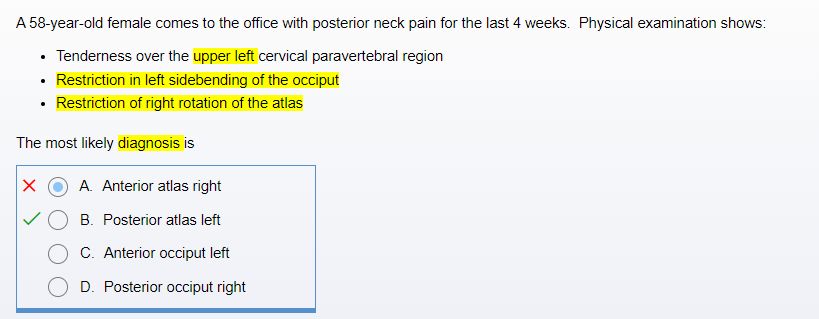 A 58-year-old female comes to the office with posterior neck pain for the last 4 weeks.  Physical examination shows:
• Tenderness over the upper left cervical paravertebral region
• Restriction in left sidebending of the occiput
• Restriction of right rotation of the atlas
The most likely diagnosis is
A. Anterior atlas right
B. Posterior atlas left
C. Anterior occiput left
D. Posterior occiput right